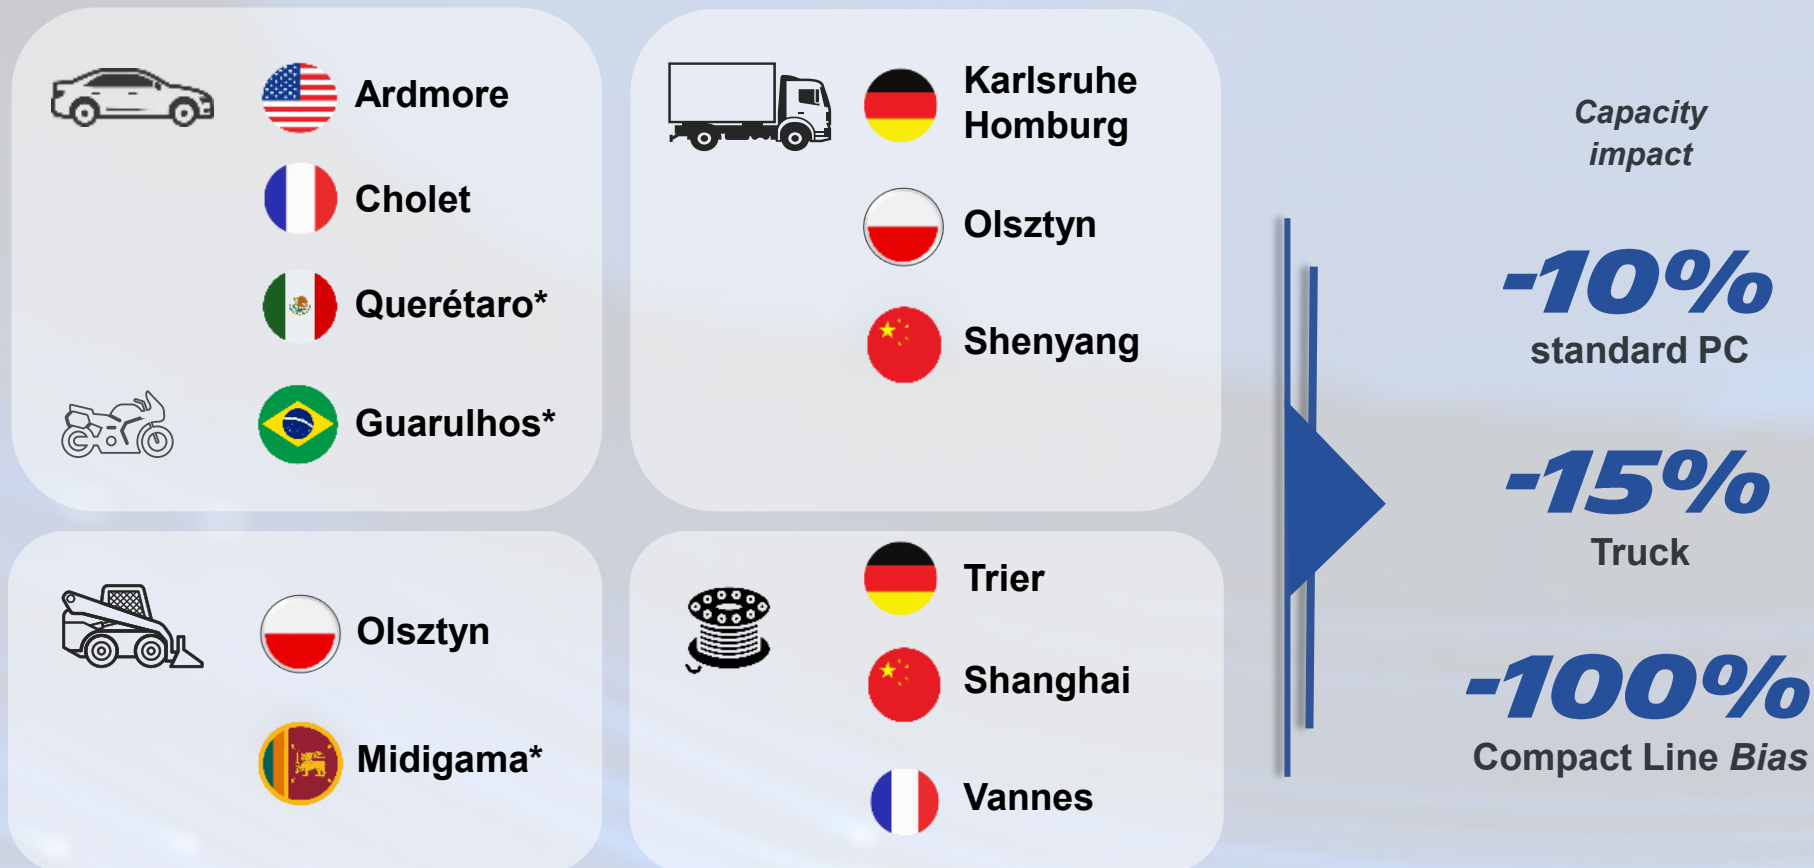 Ardmore
Cholet
Querétaro*
Guarulhos*
Karlsruhe
Homburg
Olsztyn
Shenyang
Olsztyn
Midigama*
Trier
Shanghai
Vannes
Capacity
impact
-10%
standard PC
-15%
Truck
-100%
Compact Line Bias